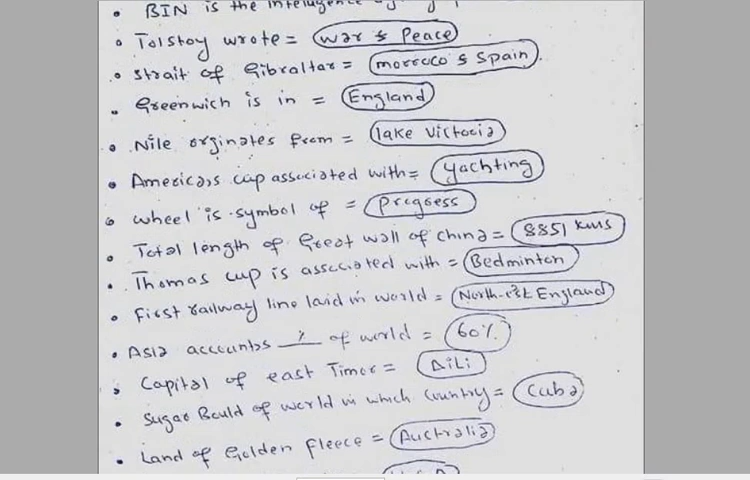 • BIN is the Intelligence
• Tolstoy wrote = War & Peace
• Strait of Gibraltar = morroco & Spain.
• Greenwich is in = England
• Nile orginates from = lake Victoria
• Americas cup associated with = yachting
• wheel is symbol of = progress
• Total length of Great wall of china = 8851 kms
• Thomas cup is associated with = Bedminton
• First railway line laid in world = North-est England
• Asia accounts __%__ of world = 60%
• Capital of east Timor = Dili
• Sugar Bould of world in which Country = Cuba
• Land of Golden fleece = Australia